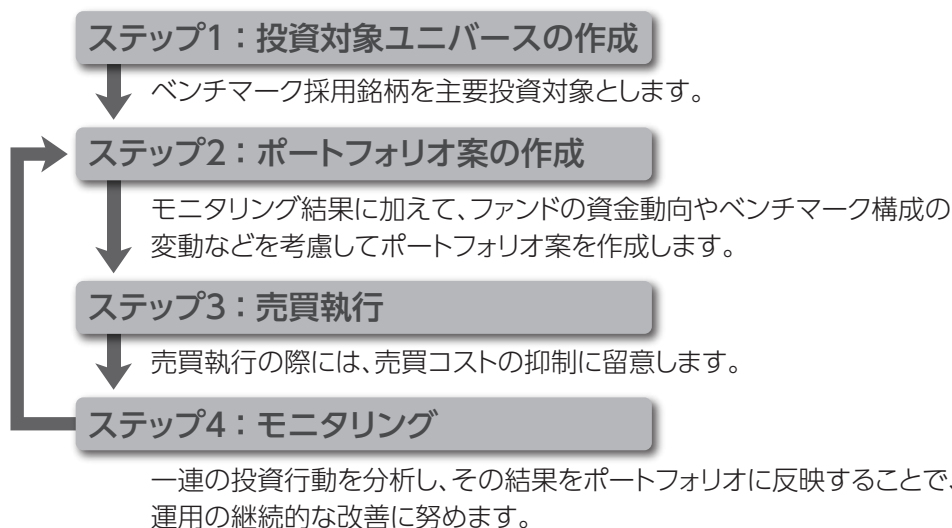 ステップ1：投資対象ユニバースの作成
ベンチマーク採用銘柄を主要投資対象とします。
ステップ2：ポートフォリオ案の作成
モニタリング結果に加えて、ファンドの資金動向やベンチマーク構成の
変動などを考慮してポートフォリオ案を作成します。
ステップ3：売買執行
売買執行の際には、売買コストの抑制に留意します。
ステップ4：モニタリング
一連の投資行動を分析し、その結果をポートフォリオに反映することで、
運用の継続的な改善に努めます。